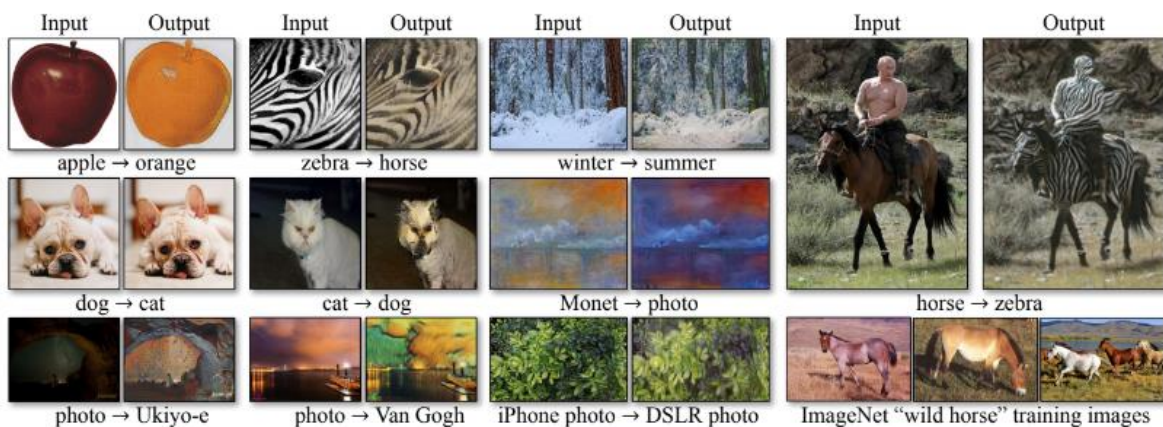 Input Output Input Output Input Output Input Output
apple → orange zebra → horse winter → summer
dog → cat cat → dog Monet → photo horse → zebra
photo → Ukiyo-e photo → Van Gogh iPhone photo → DSLR photo ImageNet “wild horse” training images